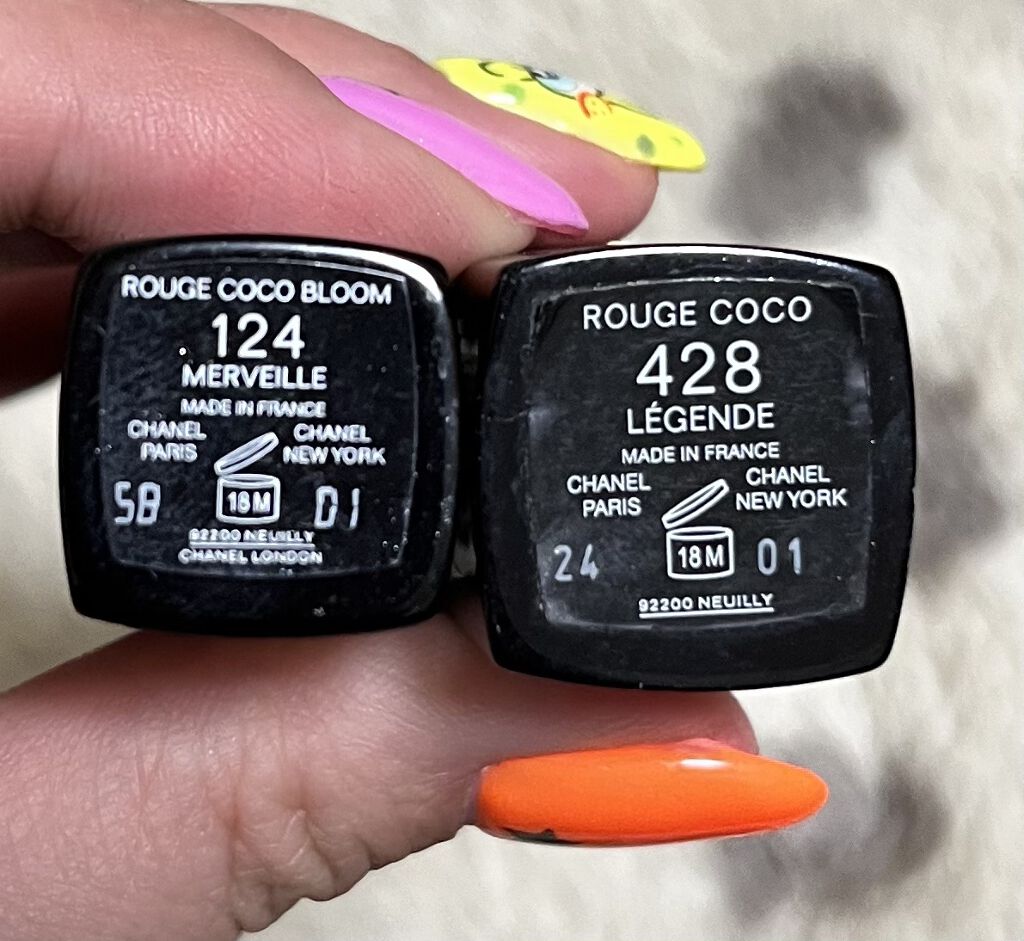 ROUGE COCO BLOOM
124
MERVEILLE
MADE IN FRANCE
CHANEL PARIS
CHANEL NEW YORK
58
18M
01
92200 NEUILLY
CHANEL LONDON
ROUGE COCO
428
LÉGENDE
MADE IN FRANCE
CHANEL PARIS
CHANEL NEW YORK
24
18M
01
92200 NEUILLY